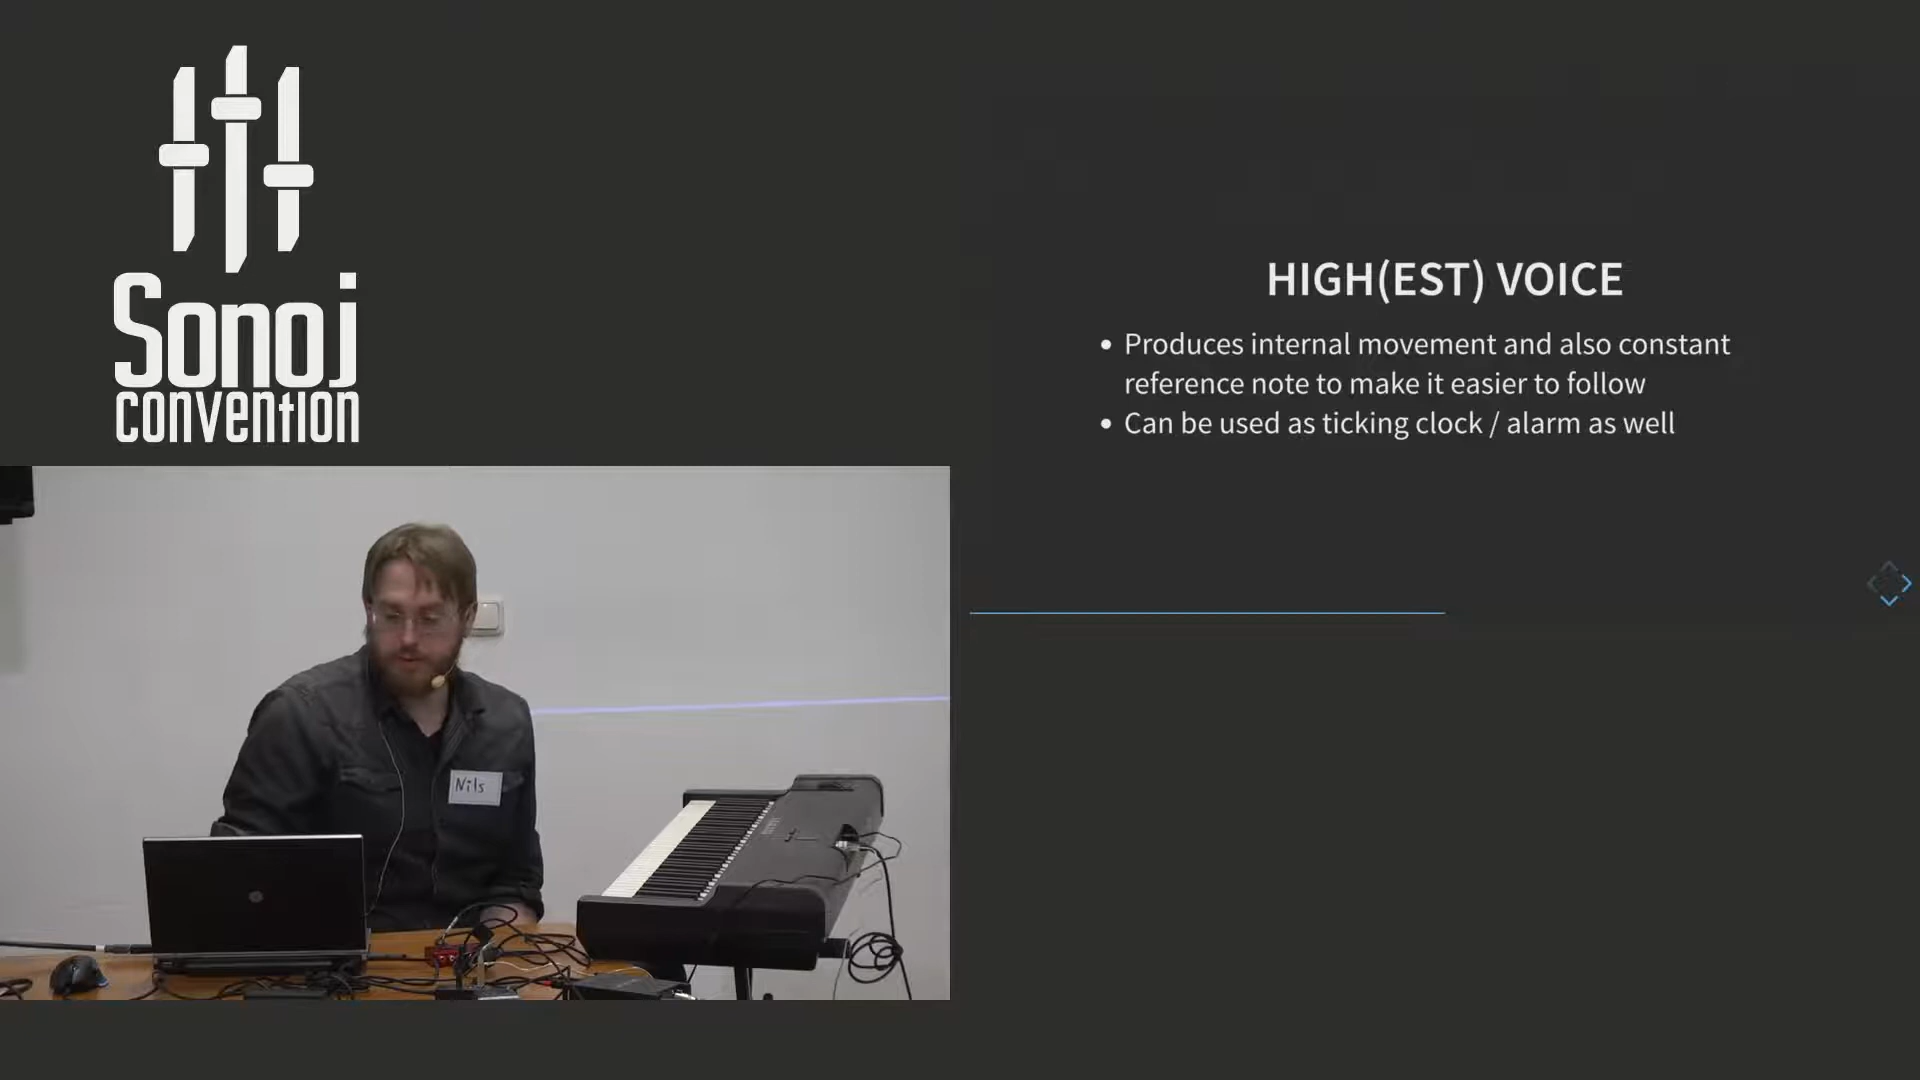 Sonoj
convention
HIGH(EST) VOICE
• Produces internal movement and also constant
reference note to make it easier to follow
• Can be used as ticking clock / alarm as well
Nils